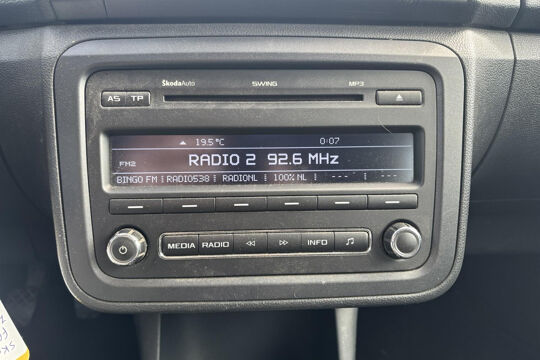 ŠkodaAuto SWING MP3
AS TP
19.5 °C 0:07
FM2 RADIO 2 92.6 MHz
BINGO FM RADIO538 RADIONL 100% NL --- ---
MEDIA RADIO INFO